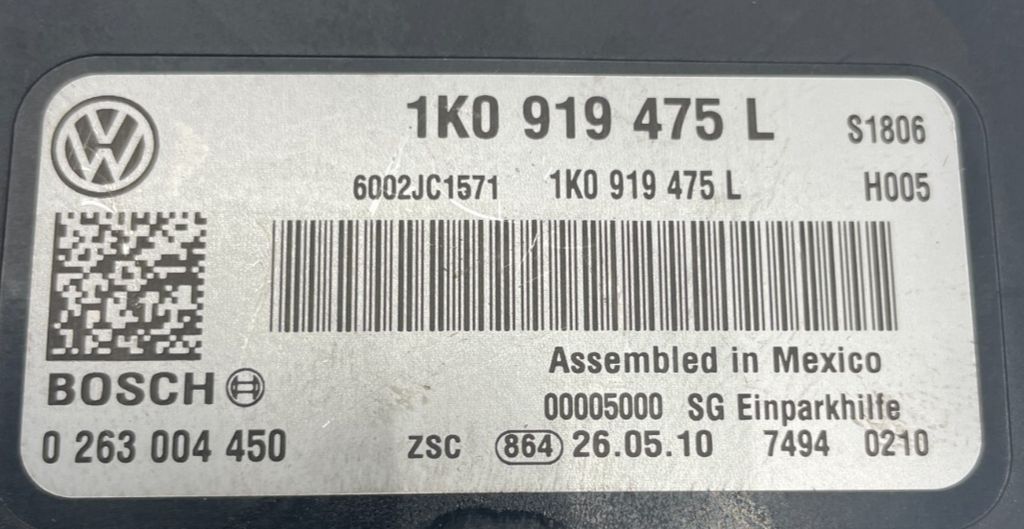 1K0 919 475 L S1806
6002JC1571 1K0 919 475 L H005
BOSCH
Assembled in Mexico
00005000 SG Einparkhilfe
0 263 004 450 ZSC 864 26.05.10 7494 0210